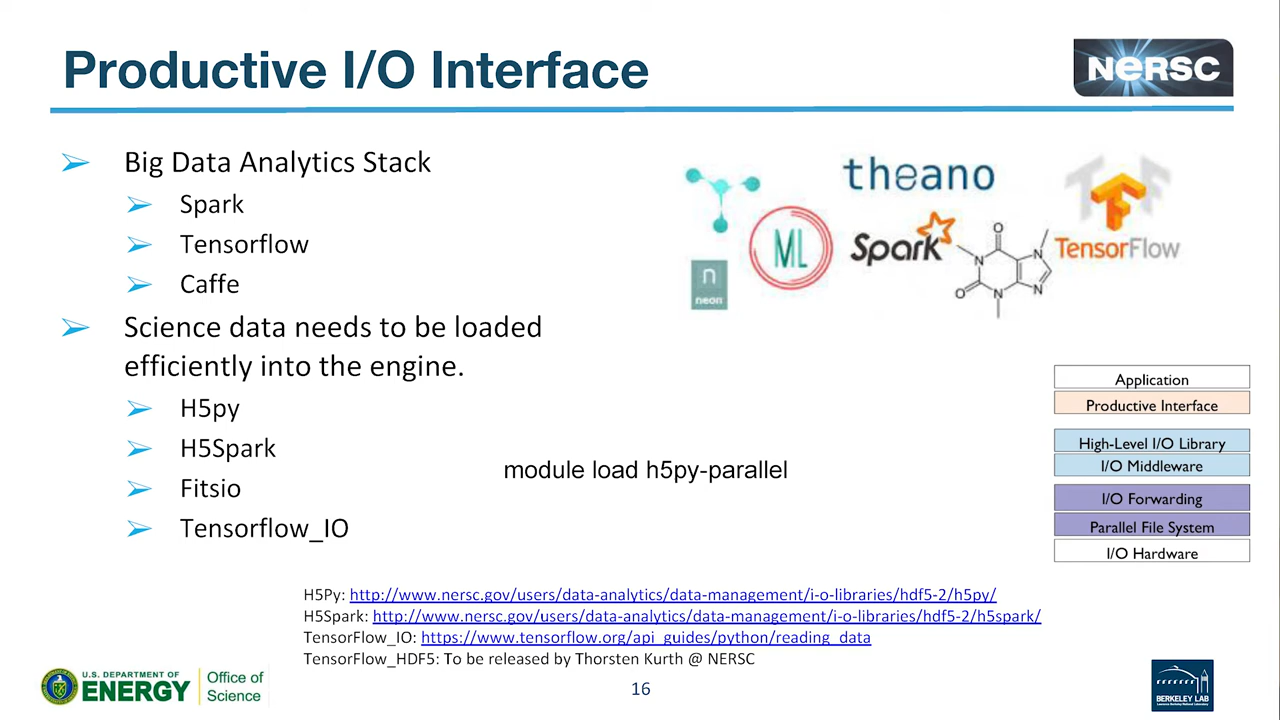 Productive I/O Interface
NERSC
Big Data Analytics Stack
Spark
Tensorflow
Caffe
Science data needs to be loaded
efficiently into the engine.
H5py
H5Spark
Fitsio
Tensorflow_IO
module load h5py-parallel
theano
n
neon
ML
Spark
TensorFlow
O
N
N
O
N
N
Application
Productive Interface
High-Level I/O Library
I/O Middleware
I/O Forwarding
Parallel File System
I/O Hardware
H5Py: http://www.nersc.gov/users/data-analytics/data-management/i-o-libraries/hdf5-2/h5py/
H5Spark: http://www.nersc.gov/users/data-analytics/data-management/i-o-libraries/hdf5-2/h5spark/
TensorFlow_IO: https://www.tensorflow.org/api_guides/python/reading_data
TensorFlow_HDF5: To be released by Thorsten Kurth @ NERSC
U.S. DEPARTMENT OF
ENERGY
Office of
Science
16
BERKELEY LAB
Lawrence Berkeley National Laboratory